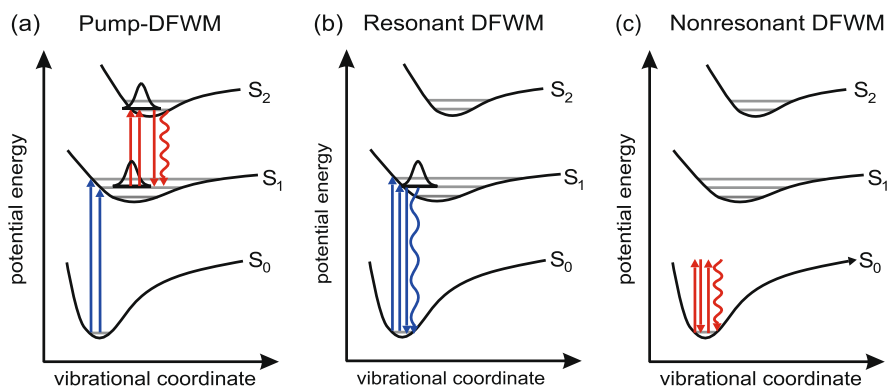 (a) Pump-DFWM
potential energy
S2
S1
S0
vibrational coordinate
(b) Resonant DFWM
potential energy
S2
S1
S0
vibrational coordinate
(c) Nonresonant DFWM
potential energy
S2
S1
S0
vibrational coordinate